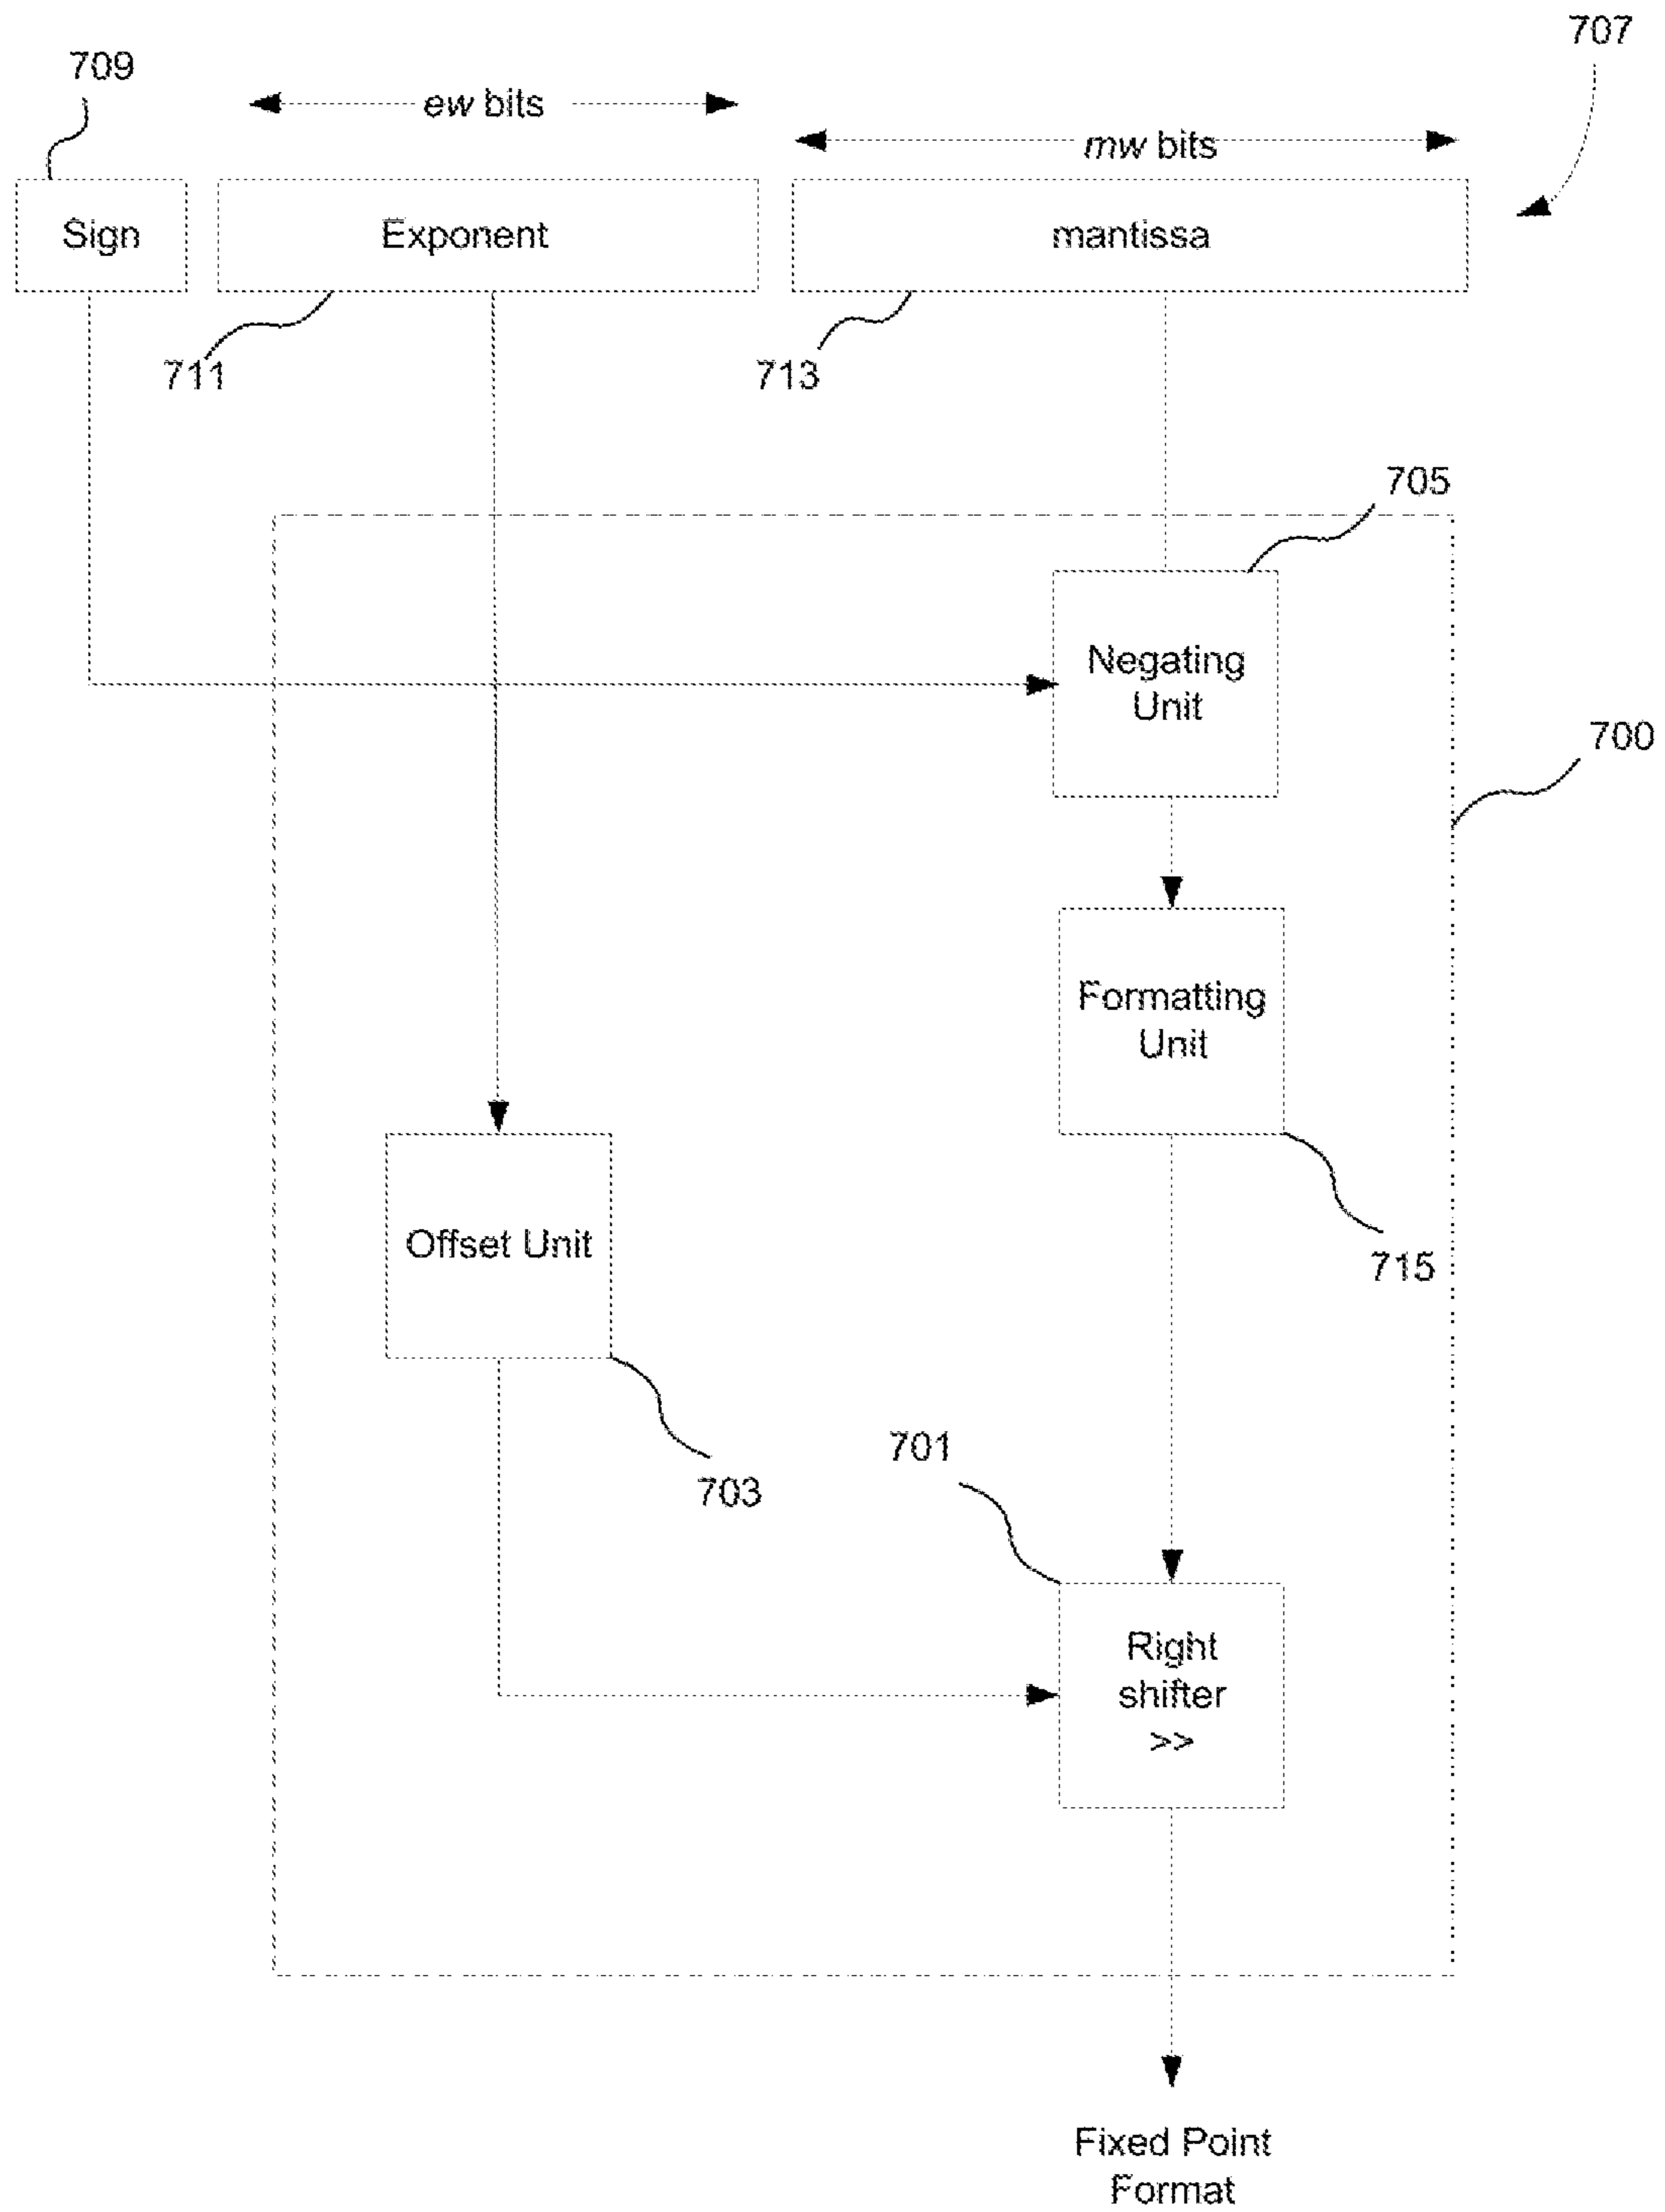 707
709
ew bits
mw bits
Sign
Exponent
mantissa
711
713
705
Negating
Unit
700
Formatting
Unit
Offset Unit
715
701
703
Right
shifter
>>
Fixed Point
Format